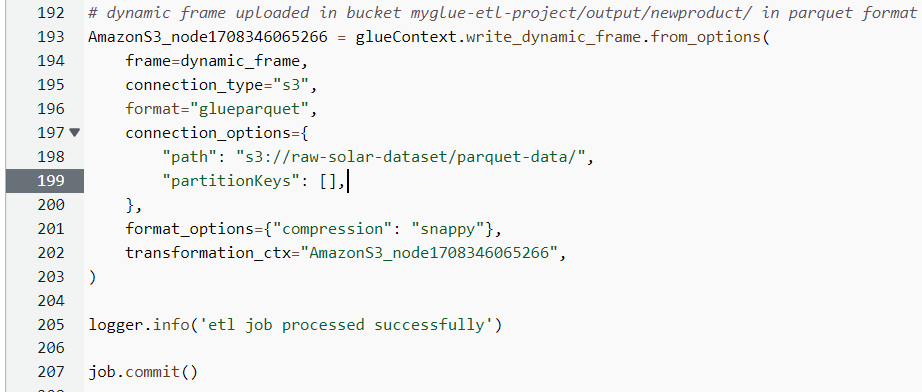 192 # dynamic frame uploaded in bucket myglue-etl-project/output/newproduct/ in parquet format
193 AmazonS3_node1708346065266 = glueContext.write_dynamic_frame.from_options(
194     frame=dynamic_frame,
195     connection_type="s3",
196     format="glueparquet",
197     connection_options={
198         "path": "s3://raw-solar-dataset/parquet-data/",
199         "partitionKeys": [],
200     },
201     format_options={"compression": "snappy"},
202     transformation_ctx="AmazonS3_node1708346065266",
203 )
204
205 logger.info('etl job processed successfully')
206
207 job.commit()